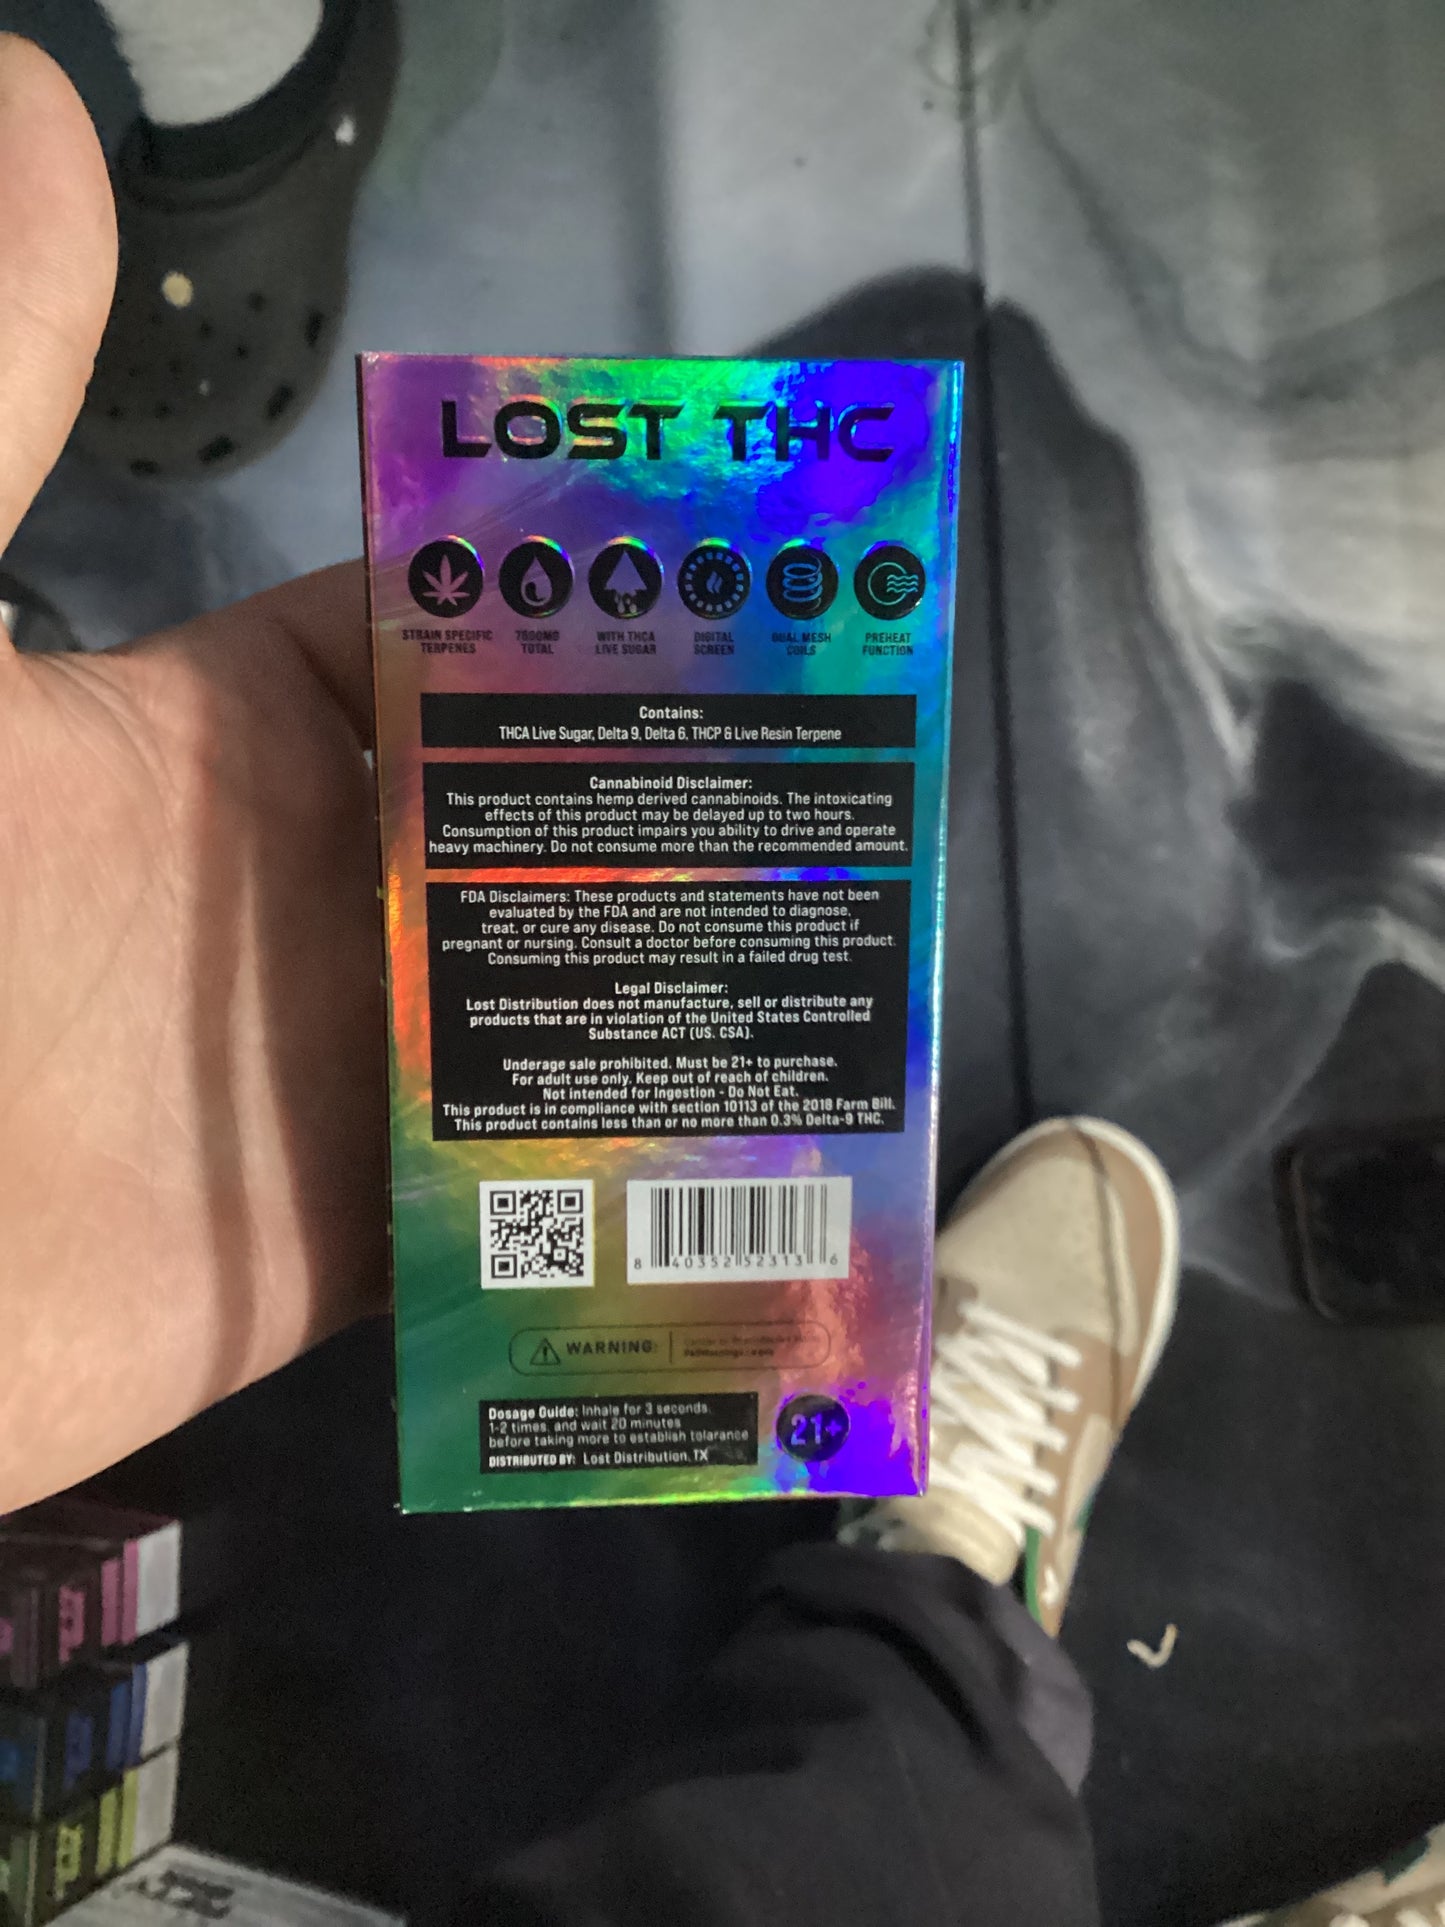 LOST THC
STRAIN SPECIFIC
TERPENES
TOTAL
WITH THCA
LIVE SUGAR
DIGITAL
SCREEN
DUAL MESH
COILS
PREHEAT
FUNCTION
Contains:
THCA Live Sugar, Delta 9, Delta 6, THCP & Live Resin Terpene
Cannabinoid Disclaimer:
This product contains hemp derived cannabinoids. The intoxicating
effects of this product may be delayed up to two hours.
Consumption of this product impairs you ability to drive and operate
heavy machinery. Do not consume more than the recommended amount.
FDA Disclaimers: These products and statements have not been
evaluated by the FDA and are not intended to diagnose,
treat, or cure any disease. Do not consume this product if
pregnant or nursing. Consult a doctor before consuming this product.
Consuming this product may result in a failed drug test.
Legal Disclaimer:
Lost Distribution does not manufacture, sell or distribute any
products that are in violation of the United States Controlled
Substance ACT (US. CSA).
Underage sale prohibited. Must be 21+ to purchase.
For adult use only. Keep out of reach of children.
Not intended for Ingestion - Do Not Eat.
This product is in compliance with section 10113 of the 2018 Farm Bill.
This product contains less than or no more than 0.3% Delta-9 THC.
8 40352 52313 6
WARNING:
Dosage Guide: Inhale for 3 seconds,
1-2 times, and wait 20 minutes
before taking more to establish tolarance
DISTRIBUTED BY: Lost Distribution, TX
21+